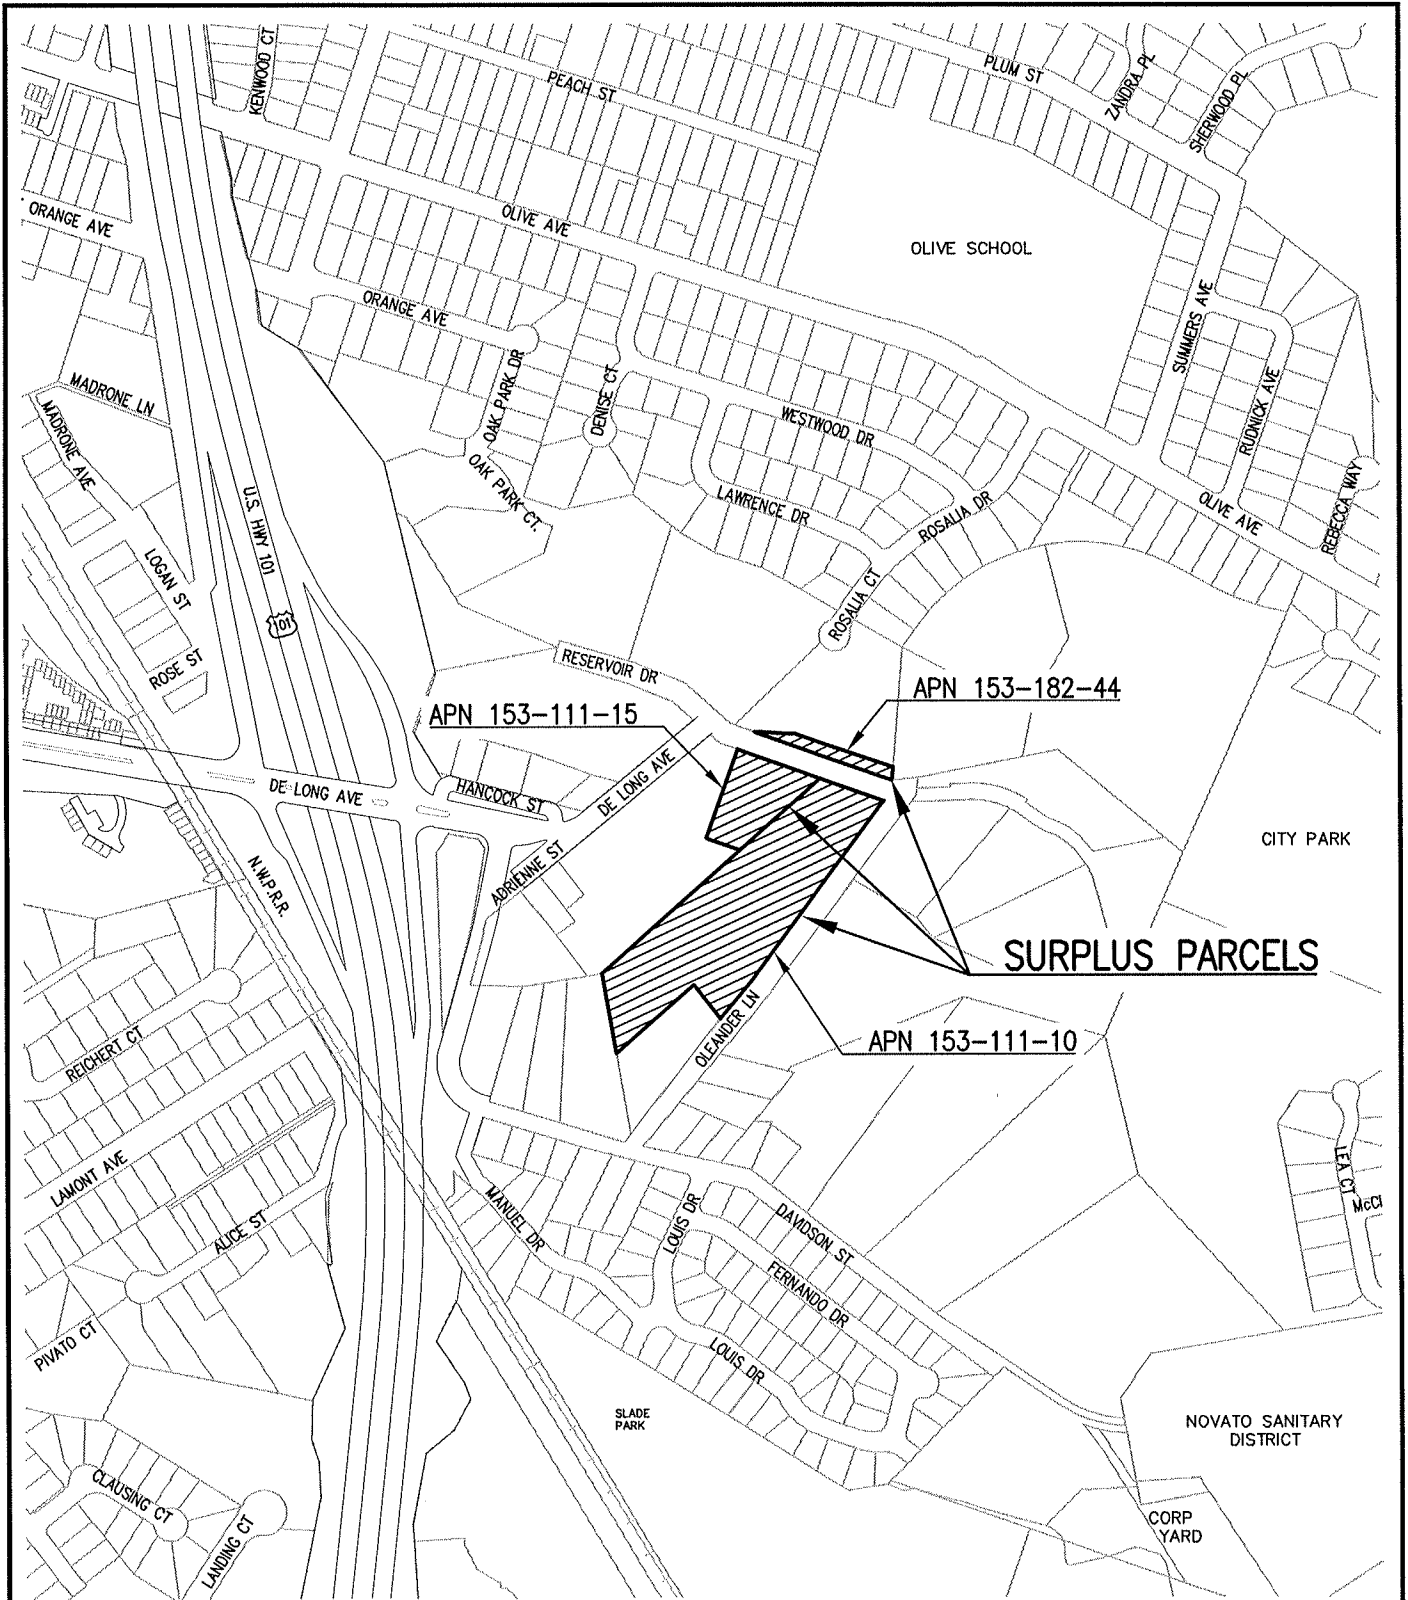 KENWOOD CT
PEACH ST
PLUM ST
ZANDRA PL
SHERWOOD PL
ORANGE AVE
OLIVE AVE
OLIVE SCHOOL
ORANGE AVE
SUMMERS AVE
MADRONE LN
OAK PARK DR
DENISE CT
RUDNICK AVE
MADRONE AVE
WESTWOOD DR
OAK PARK CT.
LAWRENCE DR
ROSALIA DR
OLIVE AVE
REBECCA WAY
U.S. HWY 101
LOGAN ST
101
ROSALIA CT
ROSE ST
RESERVOIR DR
APN 153-182-44
APN 153-111-15
DE LONG AVE
HANCOCK ST
DE LONG AVE
CITY PARK
ADRIENNE ST
N.W.P.R.R.
SURPLUS PARCELS
OLEANDER LN
APN 153-111-10
REICHERT CT
LAMONT AVE
LEA CT
McCl
ALICE ST
MANUEL DR
LOUIS DR
DAVIDSON ST
FERNANDO DR
PIVATO CT
LOUIS DR
SLADE
PARK
NOVATO SANITARY
DISTRICT
CLAUSING CT
LANDING CT
CORP
YARD